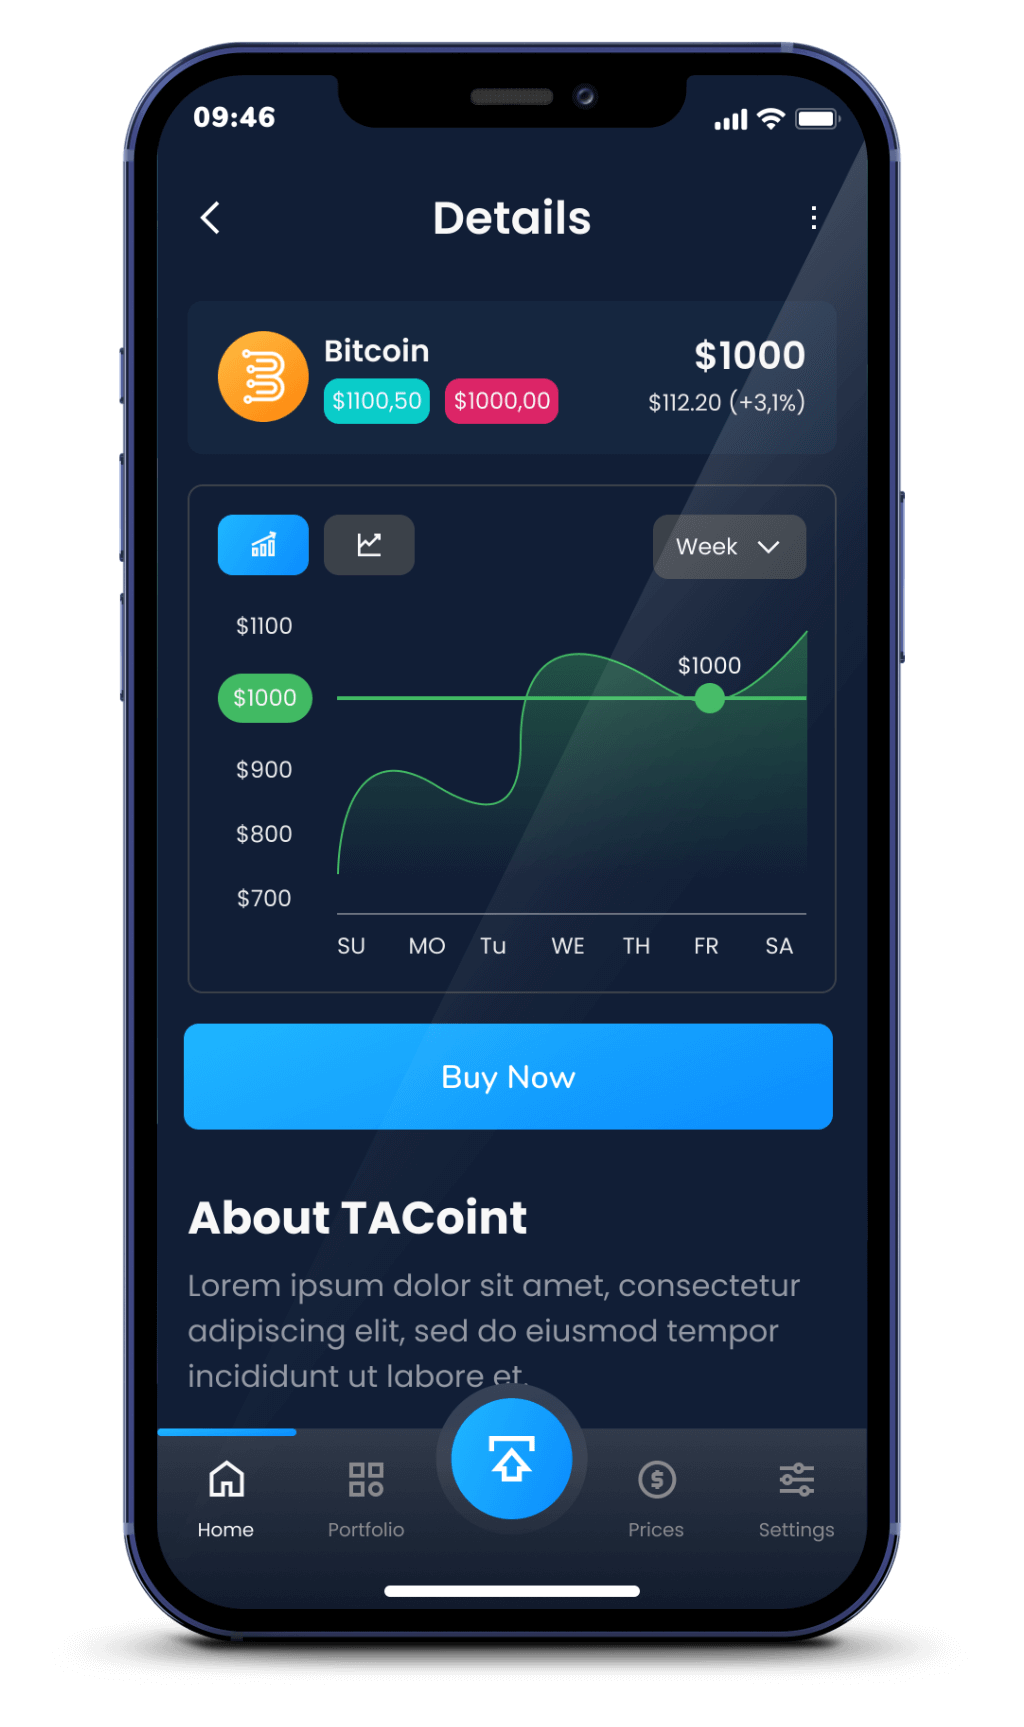 09:46
Details
Bitcoin
$1100,50 $1000,00
$1000
$112.20 (+3,1%)
Week
$1100
$1000
$1000
$900
$800
$700
SU MO Tu WE TH FR SA
Buy Now
About TACoint
Lorem ipsum dolor sit amet, consectetur
adipiscing elit, sed do eiusmod tempor
incididunt ut labore et.
Home Portfolio Prices Settings